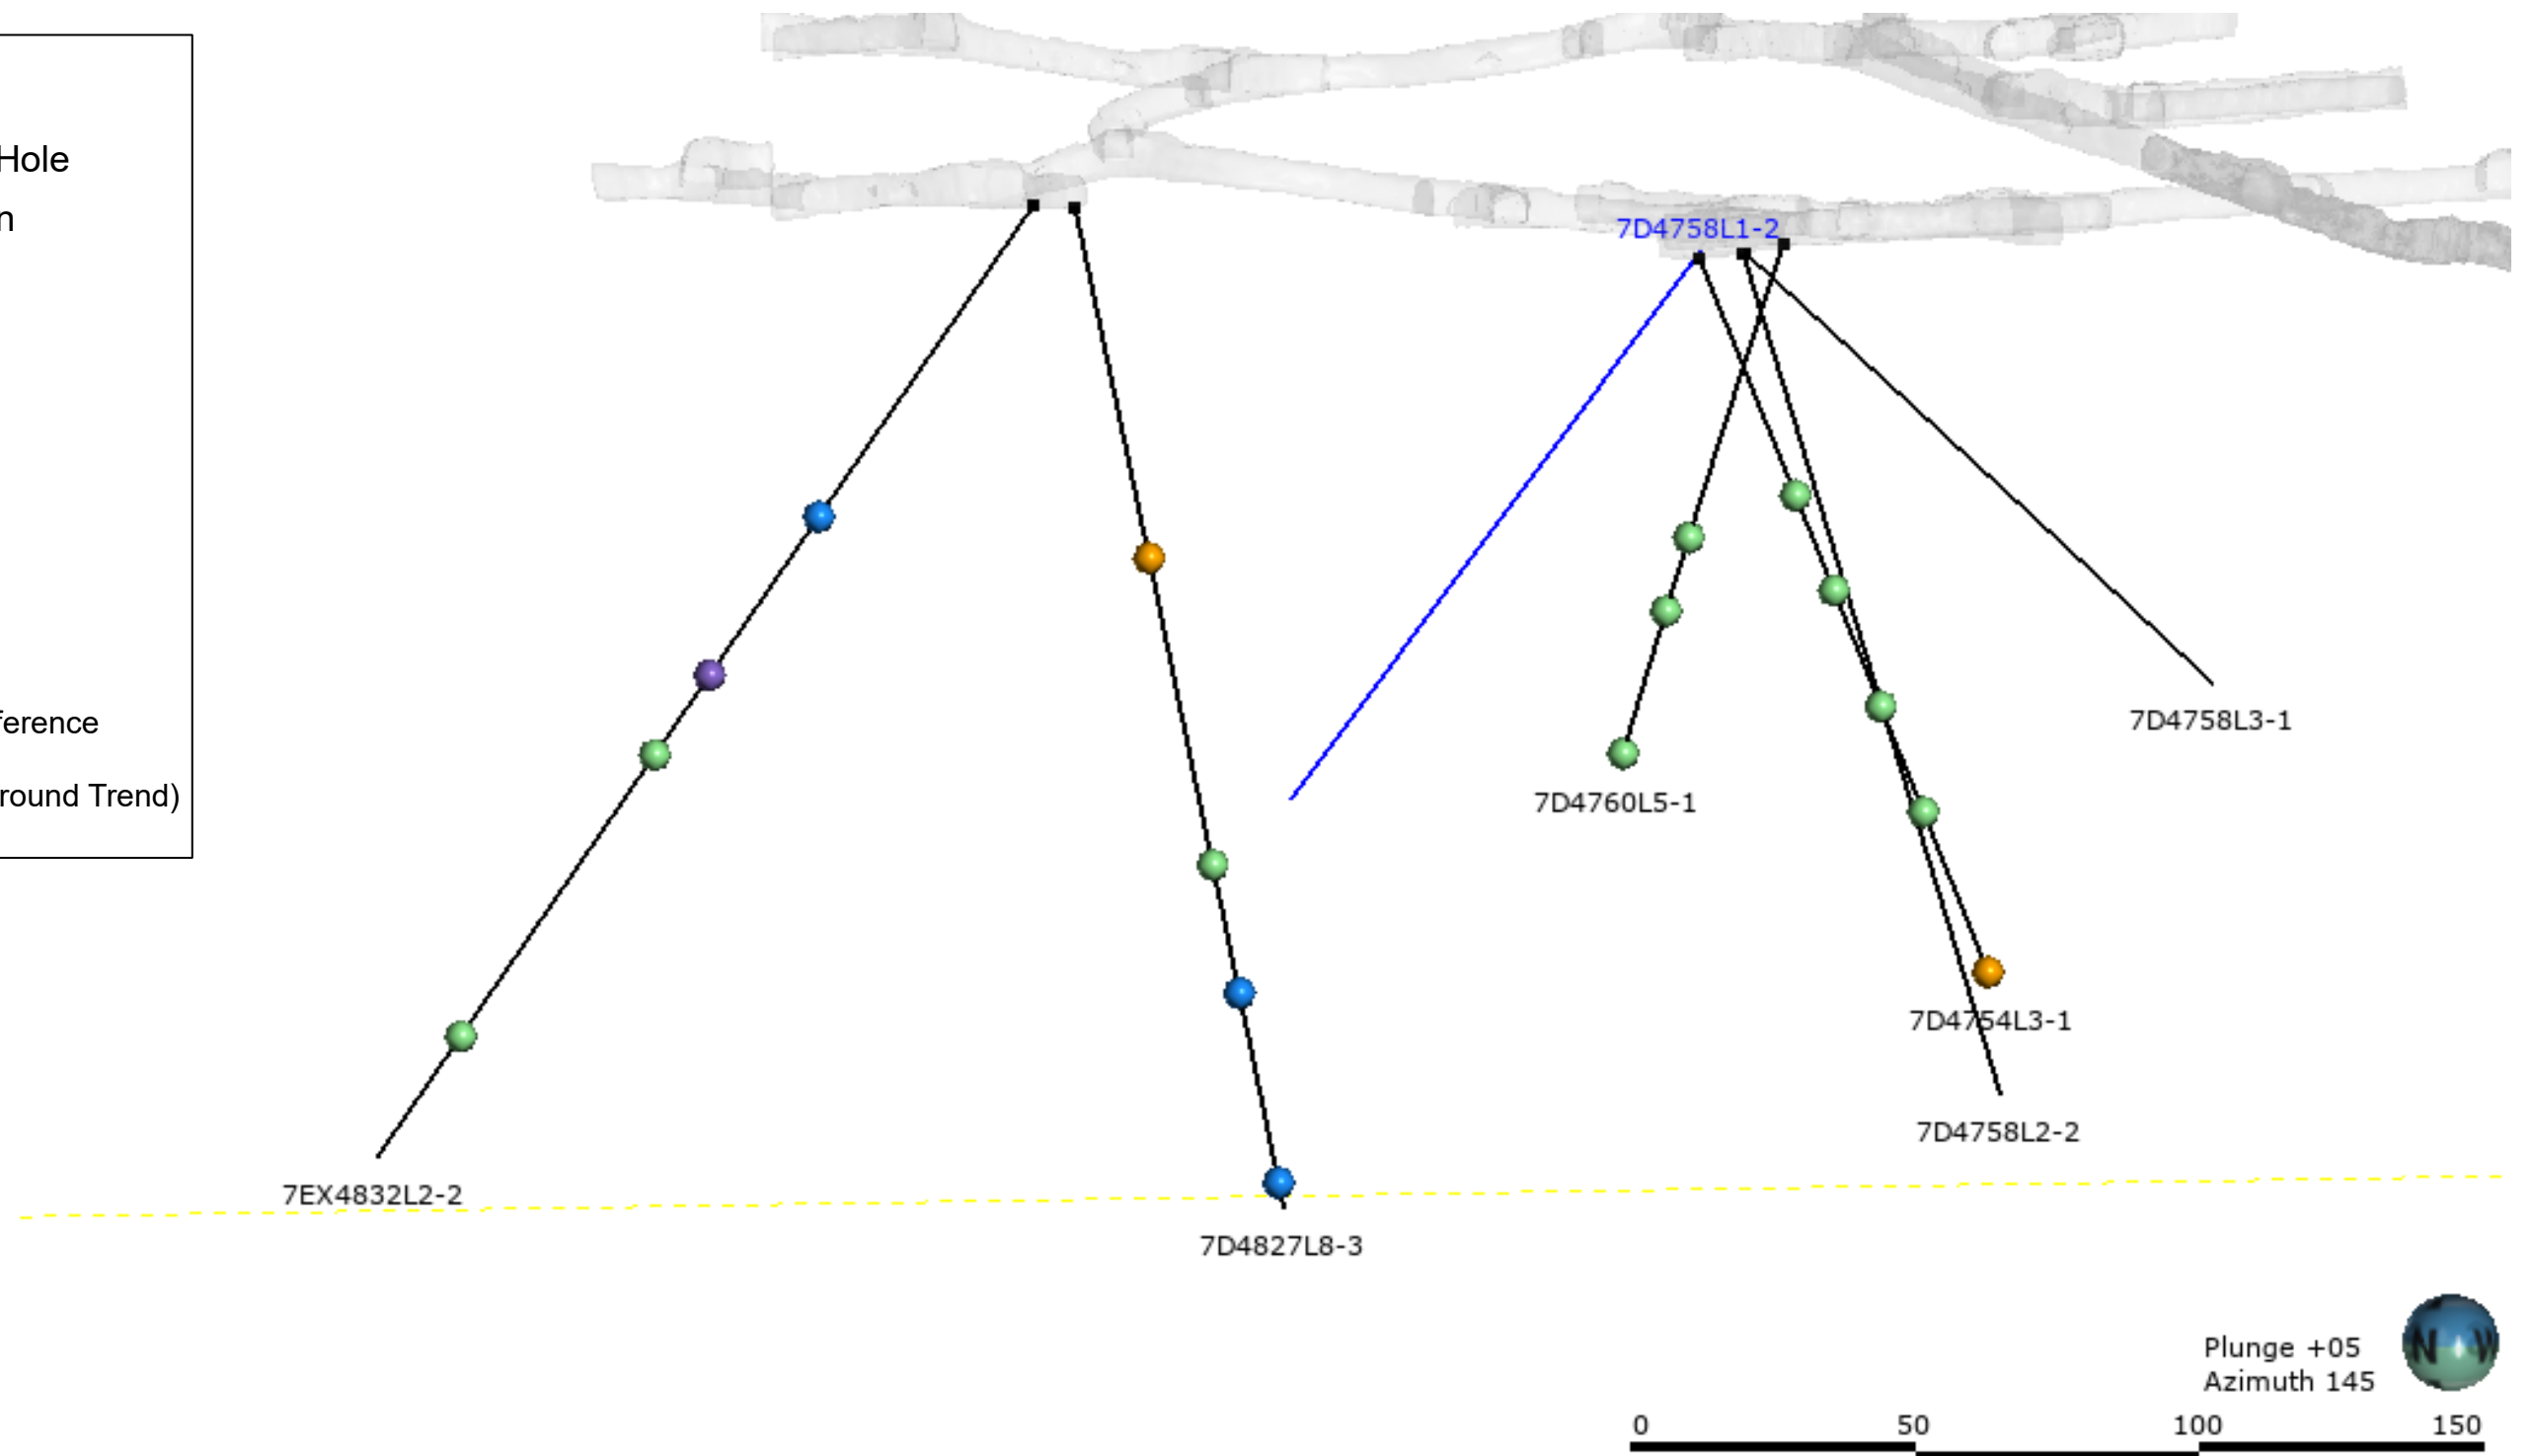 Hole
n
ference
round Trend)
7D4758L1-2
7D4758L3-1
7D4760L5-1
7D4754L3-1
7D4758L2-2
7EX4832L2-2
7D4827L8-3
Plunge +05
Azimuth 145
N W
0 50 100 150